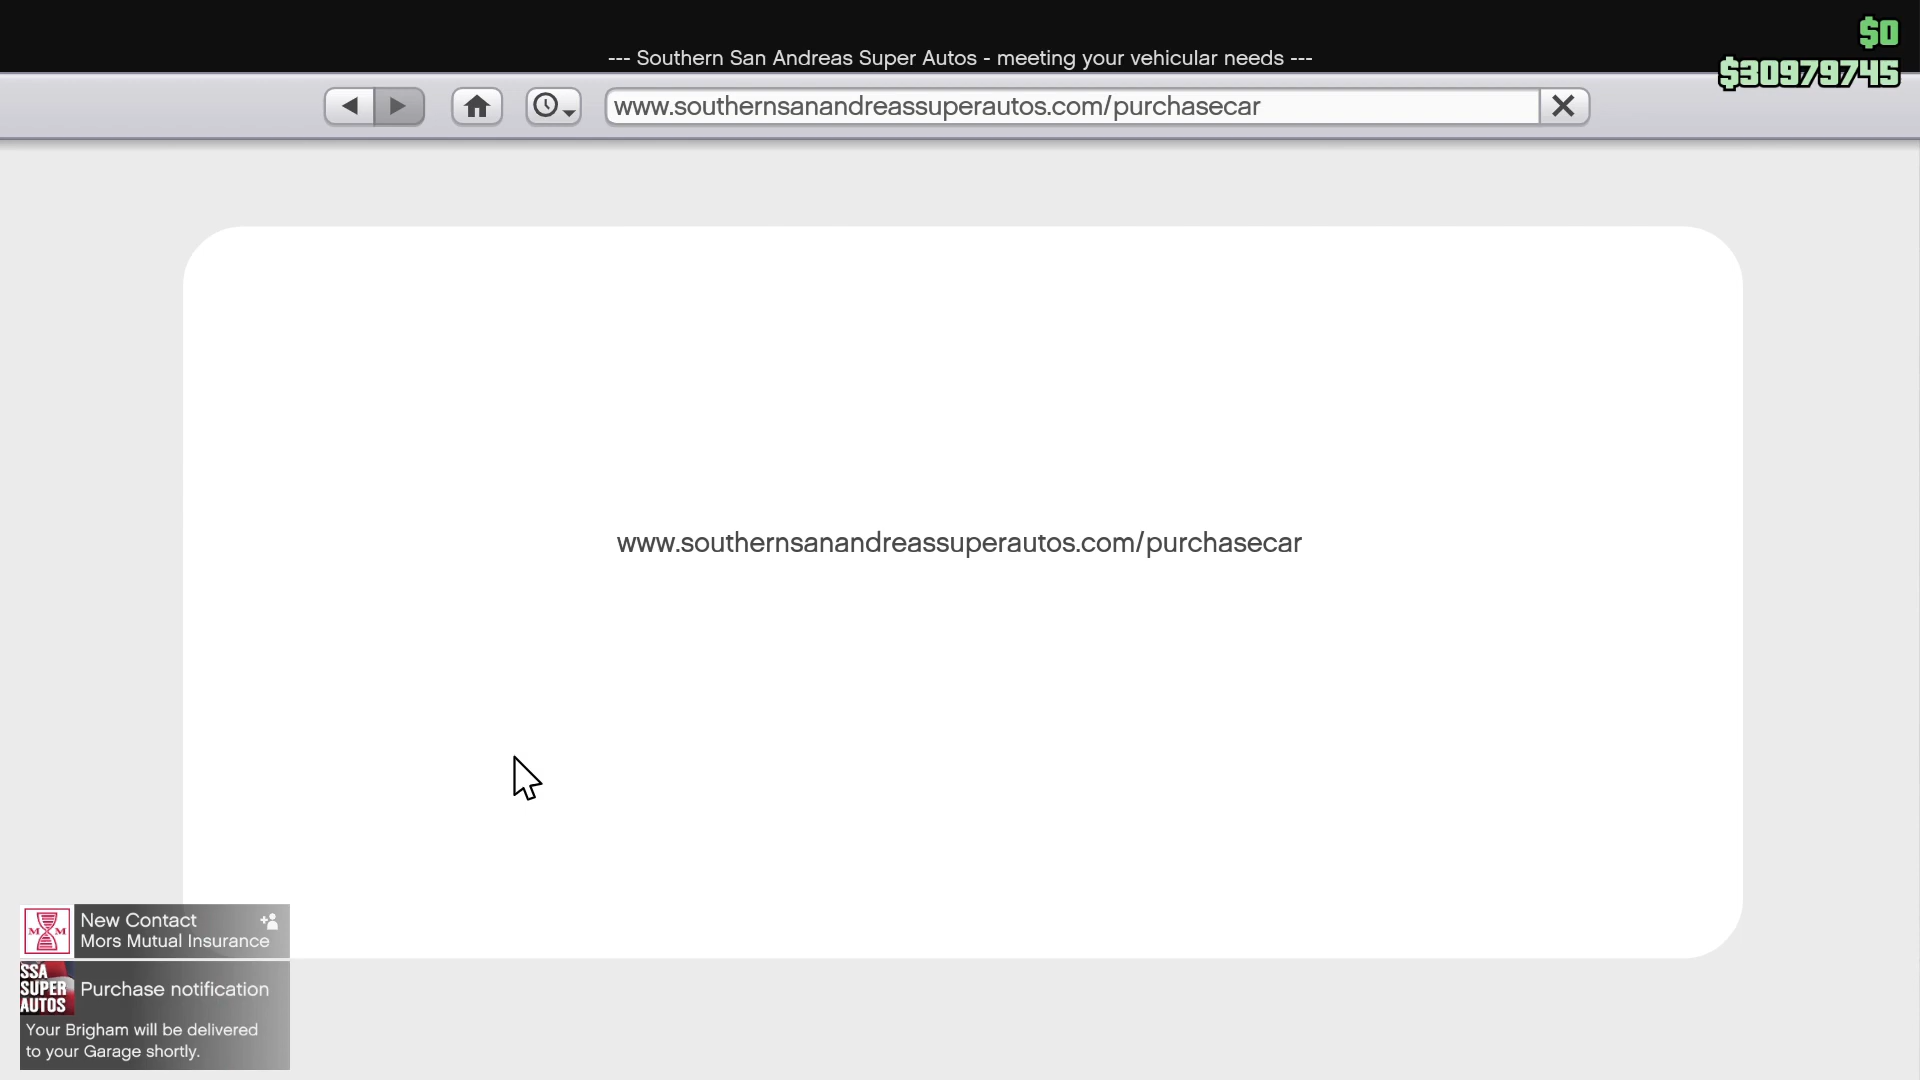 $0
--- Southern San Andreas Super Autos - meeting your vehicular needs ---
$30979745
www.southernsanandreassuperautos.com/purchasecar
www.southernsanandreassuperautos.com/purchasecar
M M
New Contact
Mors Mutual Insurance
SSA
SUPER
AUTOS
Purchase notification
Your Brigham will be delivered
to your Garage shortly.